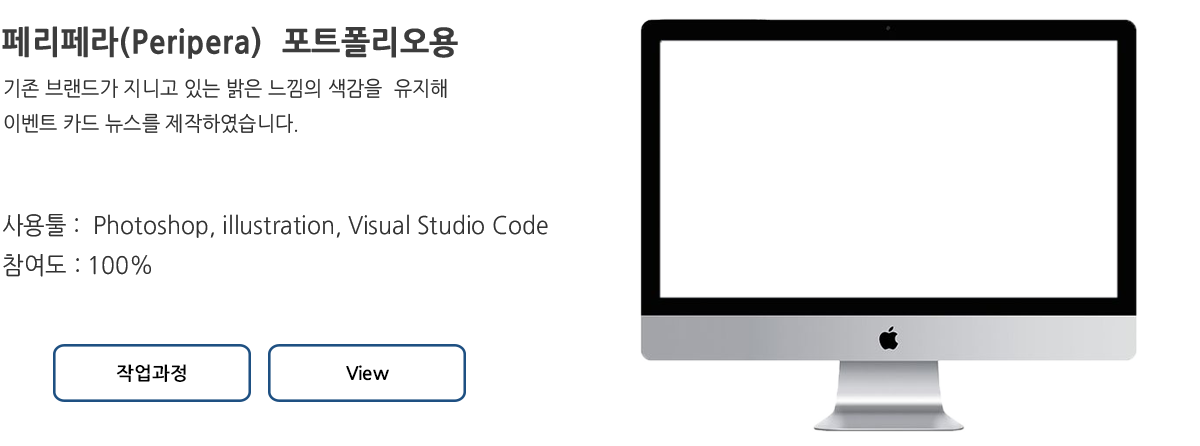 페리페라(Peripera) 포트폴리오용
기존 브랜드가 지니고 있는 밝은 느낌의 색감을 유지해
이벤트 카드 뉴스를 제작하였습니다.
사용툴 : Photoshop, illustration, Visual Studio Code
참여도 : 100%
작업과정
View